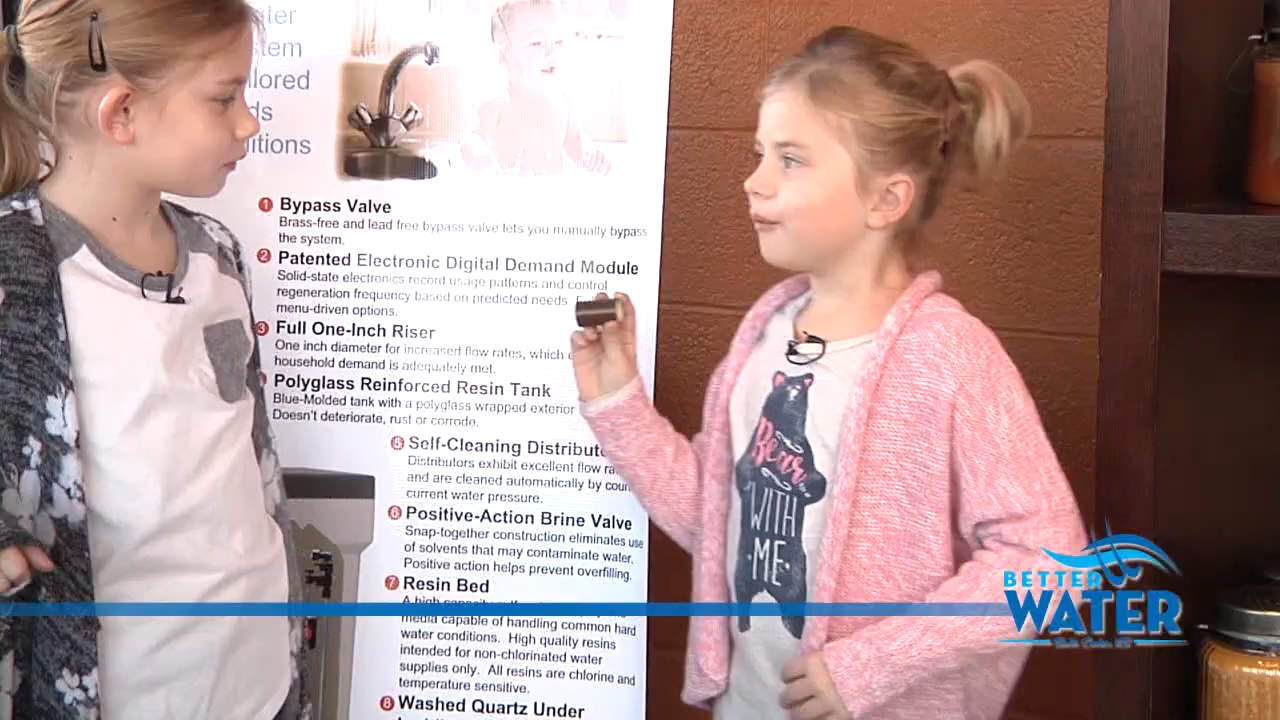 ter
tem
lored
ds
itions
1 Bypass Valve
Brass-free and lead free bypass valve lets you manually bypass
the system.
2 Patented Electronic Digital Demand Module
Solid-state electronics record usage patterns and control
regeneration frequency based on predicted needs.
menu-driven options.
3 Full One-Inch Riser
One inch diameter for increased flow rates, which
household demand is adequately met.
Polyglass Reinforced Resin Tank
Blue-Molded tank with a polyglass wrapped exterior
Doesn't deteriorate, rust or corrode.
5 Self-Cleaning Distribut
Distributors exhibit excellent flow ra
and are cleaned automatically by coun
current water pressure.
6 Positive-Action Brine Valve
Snap-together construction eliminates use
of solvents that may contaminate water.
Positive action helps prevent overfilling.
7 Resin Bed
media capable of handling common hard
water conditions. High quality resins
intended for non-chlorinated water
supplies only. All resins are chlorine and
temperature sensitive.
8 Washed Quartz Under
Bear
WITH
ME
BETTER
WATER